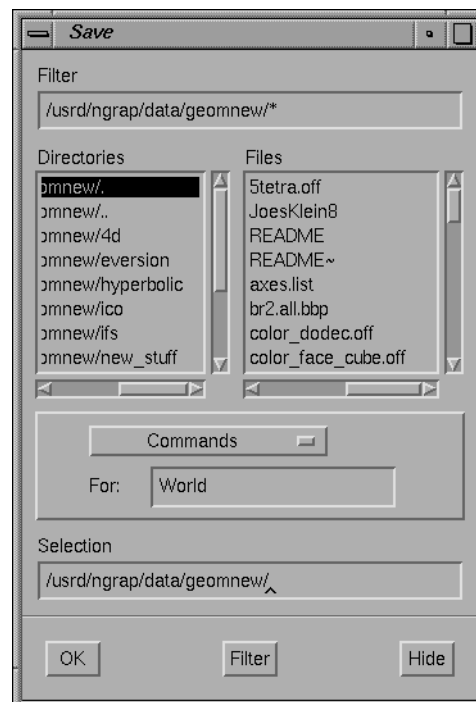 Save
Filter
/usrd/ngrap/data/geomnew/*
Directories
omnew/.
omnew/..
omnew/4d
omnew/eversion
omnew/hyperbolic
omnew/ico
omnew/ifs
omnew/new_stuff
Files
5tetra.off
JoesKlein8
README
README~
axes.list
br2.all.bbp
color_dodec.off
color_face_cube.off
Commands
For: World
Selection
/usrd/ngrap/data/geomnew/
OK Filter Hide